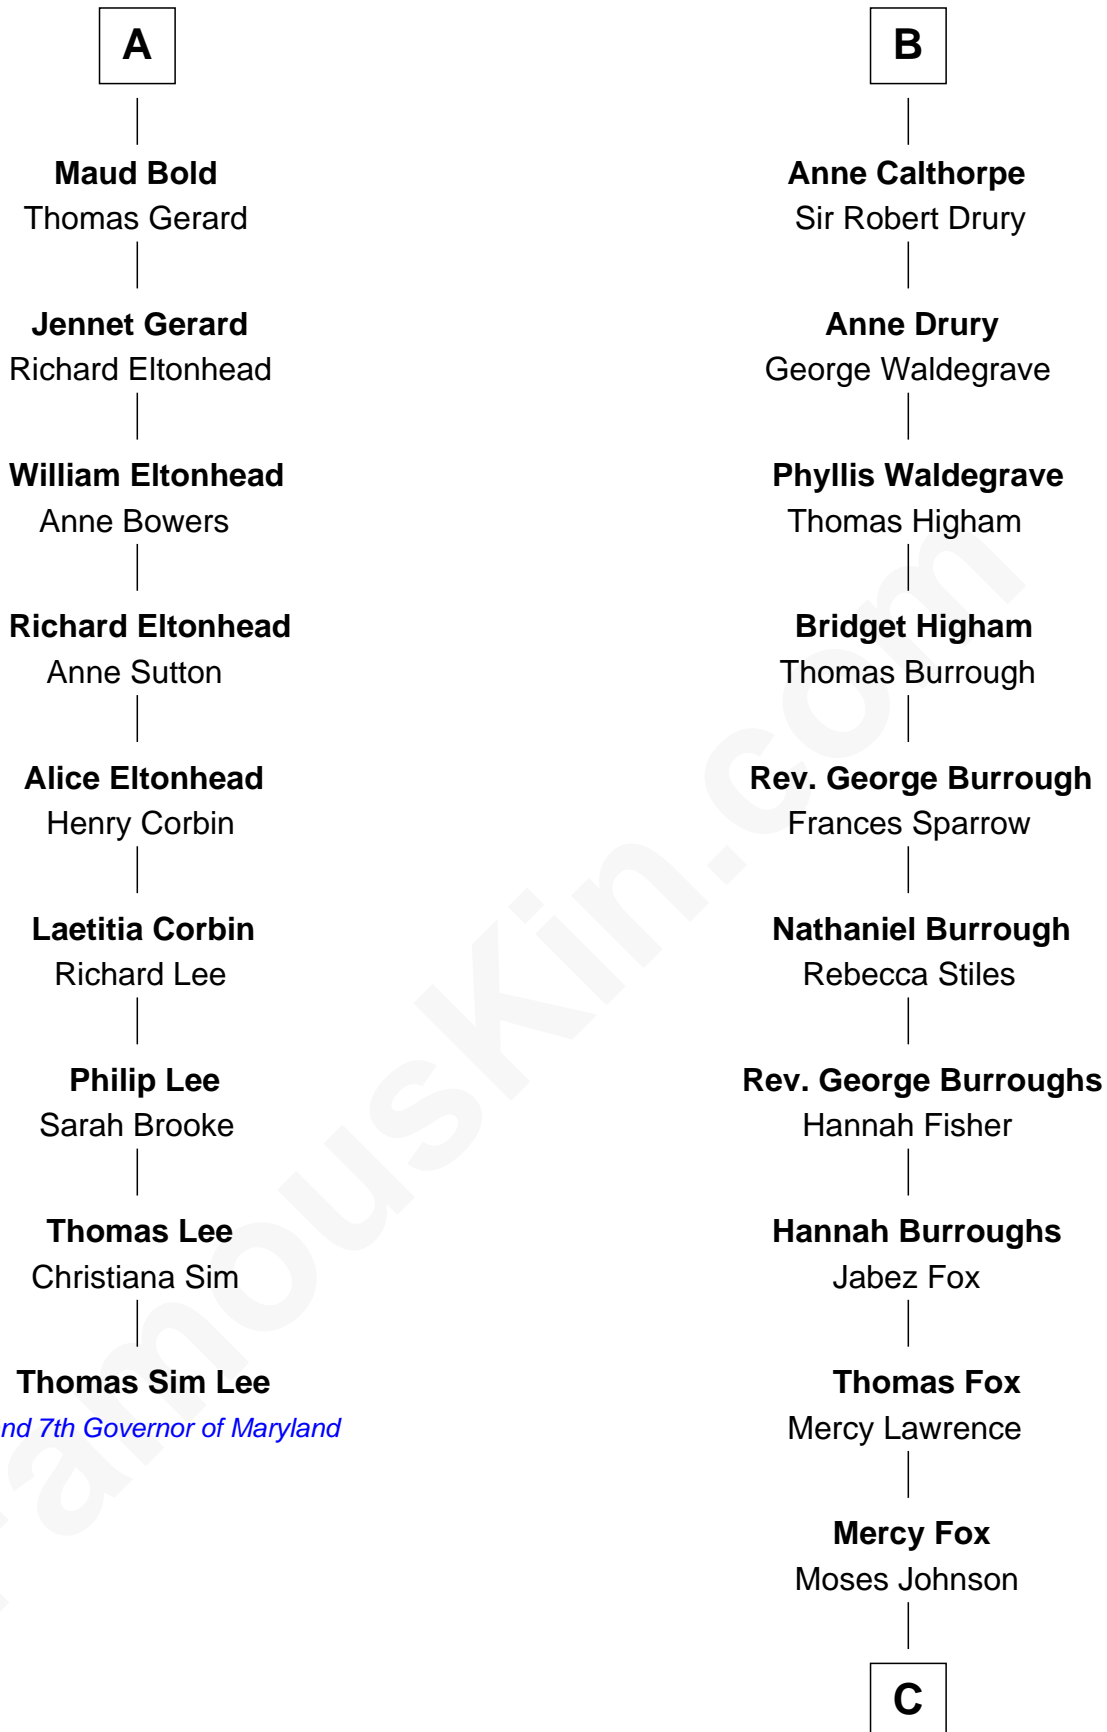 A
Maud Bold
Thomas Gerard
Jennet Gerard
Richard Eltonhead
William Eltonhead
Anne Bowers
Richard Eltonhead
Anne Sutton
Alice Eltonhead
Henry Corbin
Laetitia Corbin
Richard Lee
Philip Lee
Sarah Brooke
Thomas Lee
Christiana Sim
Thomas Sim Lee
nd 7th Governor of Maryland
B
Anne Calthorpe
Sir Robert Drury
Anne Drury
George Waldegrave
Phyllis Waldegrave
Thomas Higham
Bridget Higham
Thomas Burrough
Rev. George Burrough
Frances Sparrow
Nathaniel Burrough
Rebecca Stiles
Rev. George Burroughs
Hannah Fisher
Hannah Burroughs
Jabez Fox
Thomas Fox
Mercy Lawrence
Mercy Fox
Moses Johnson
C
FamousKin.com